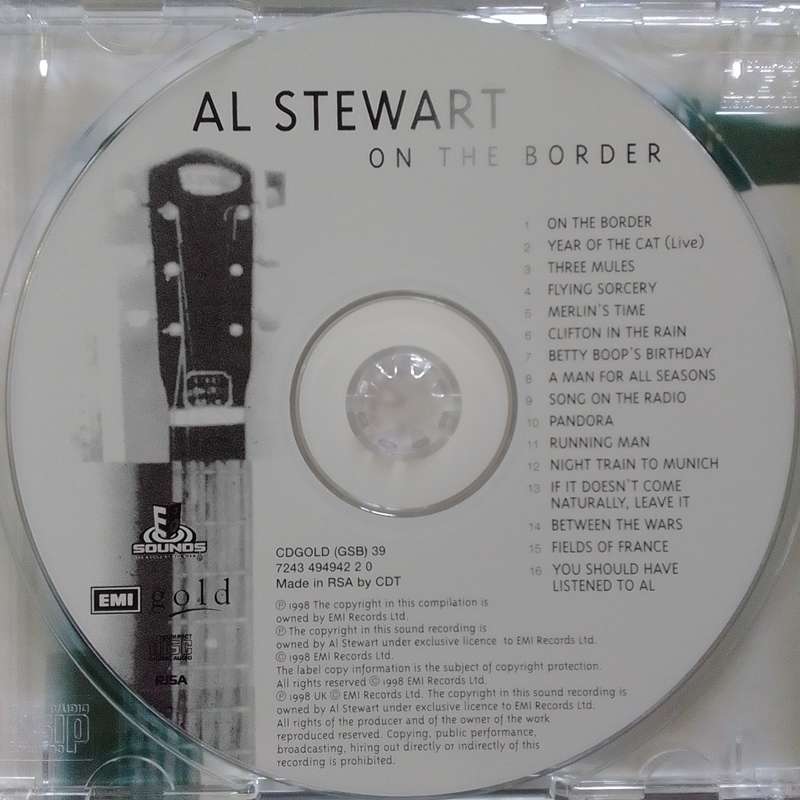 AL STEWART
ON THE BORDER
1 ON THE BORDER
2 YEAR OF THE CAT (Live)
3 THREE MULES
4 FLYING SORCERY
5 MERLIN'S TIME
6 CLIFTON IN THE RAIN
7 BETTY BOOP'S BIRTHDAY
8 A MAN FOR ALL SEASONS
9 SONG ON THE RADIO
10 PANDORA
11 RUNNING MAN
12 NIGHT TRAIN TO MUNICH
13 IF IT DOESN'T COME
NATURALLY, LEAVE IT
14 BETWEEN THE WARS
15 FIELDS OF FRANCE
16 YOU SHOULD HAVE
LISTENED TO AL
SOUNDS
EMI gold
COMPACT
disc
DIGITAL AUDIO
RiSA
CDGOLD (GSB) 39
7243 494942 2 0
Made in RSA by CDT
℗ 1998 The copyright in this compilation is
owned by EMI Records Ltd.
℗ The copyright in this sound recording is
owned by Al Stewart under exclusive licence to EMI Records Ltd.
© 1998 EMI Records Ltd.
The label copy information is the subject of copyright protection.
All rights reserved © 1998 EMI Records Ltd.
℗ 1998 UK © EMI Records Ltd. The copyright in this sound recording is
owned by Al Stewart under exclusive licence to EMI Records Ltd.
All rights of the producer and of the owner of the work
reproduced reserved. Copying, public performance,
broadcasting, hiring out directly or indirectly of this
recording is prohibited.